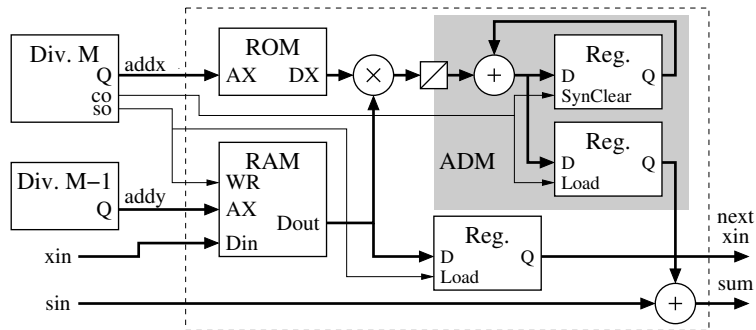 Div. M
Q
co
so
addx
ROM
AX DX
×
+
Reg.
D Q
SynClear
ADM
Reg.
D Q
Load
Div. M−1
Q
addy
RAM
WR
AX
Din
Dout
xin
Reg.
D Q
Load
next
xin
sin
+
sum